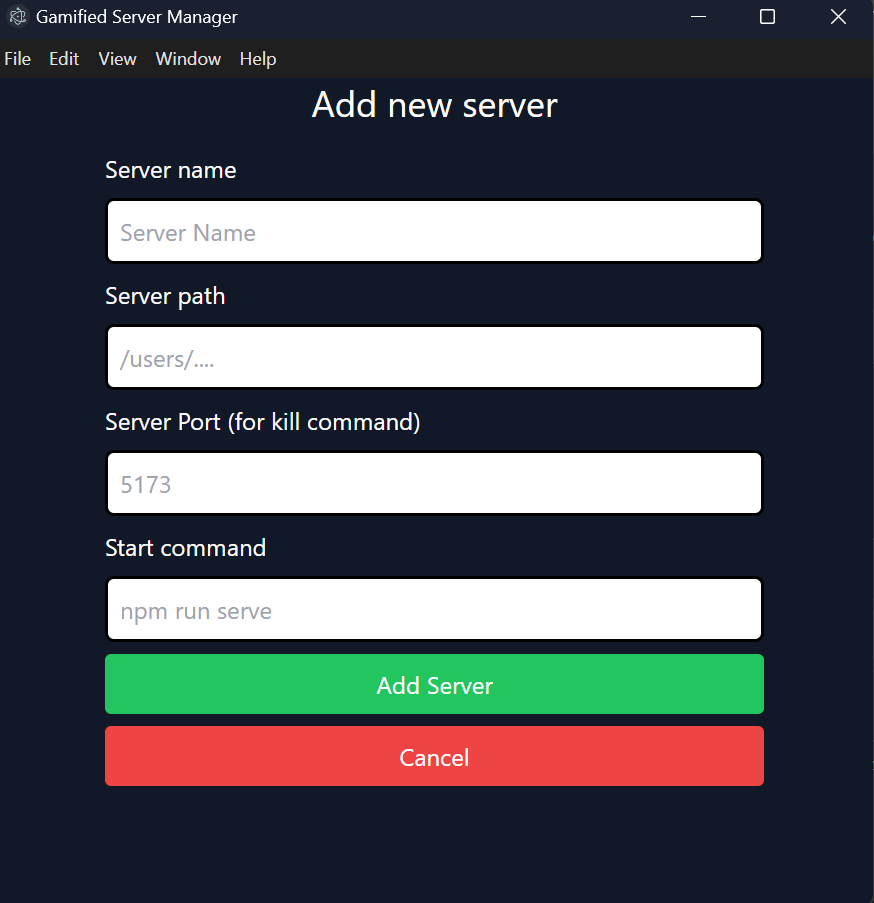 Gamified Server Manager
File Edit View Window Help
Add new server
Server name
Server Name
Server path
/users/....
Server Port (for kill command)
5173
Start command
npm run serve
Add Server
Cancel